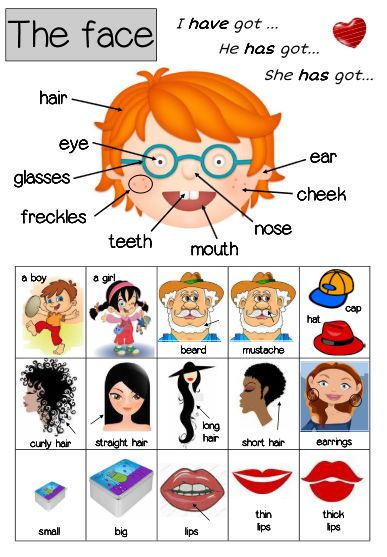 The face
I have got ...
He has got...
She has got...
hair
eye
glasses
freckles
teeth
mouth
nose
cheek
ear
a boy
a girl
beard
mustache
cap
hat
curly hair
straight hair
long
hair
short hair
earrings
small
big
lips
thin
lips
thick
lips